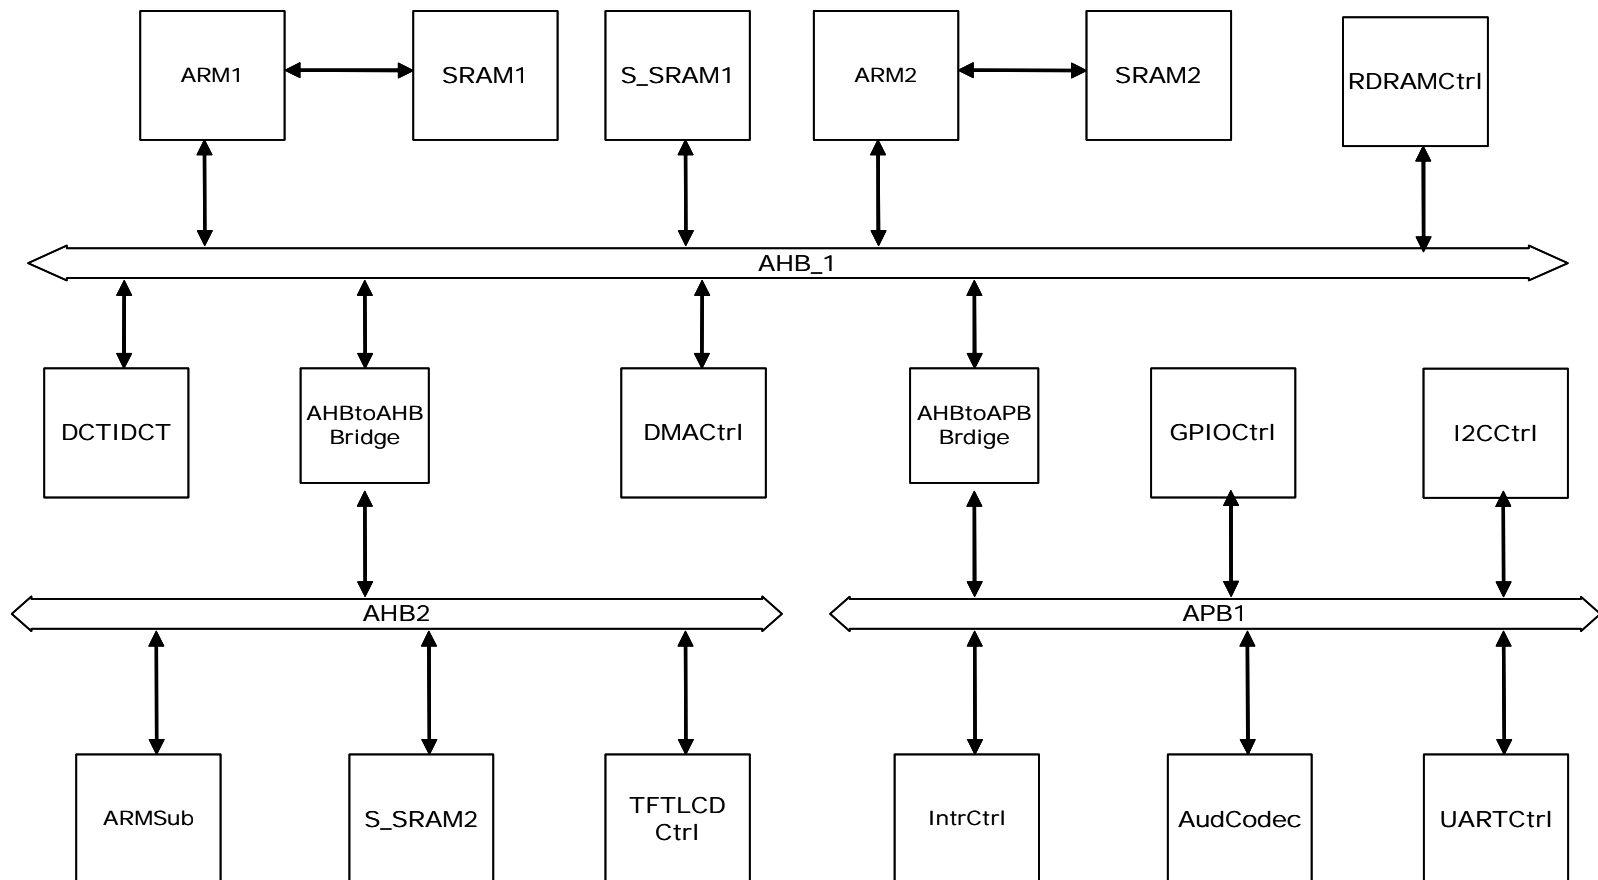 ARM1
SRAM1
S_SRAM1
ARM2
SRAM2
RDRAMCtrl
AHB_1
DCTIDCT
AHBtoAHB
Bridge
DMACtrl
AHBtoAPB
Brdige
GPIOCtrl
I2CCtrl
AHB2
APB1
ARMSub
S_SRAM2
TFTLCD
Ctrl
IntrCtrl
AudCodec
UARTCtrl